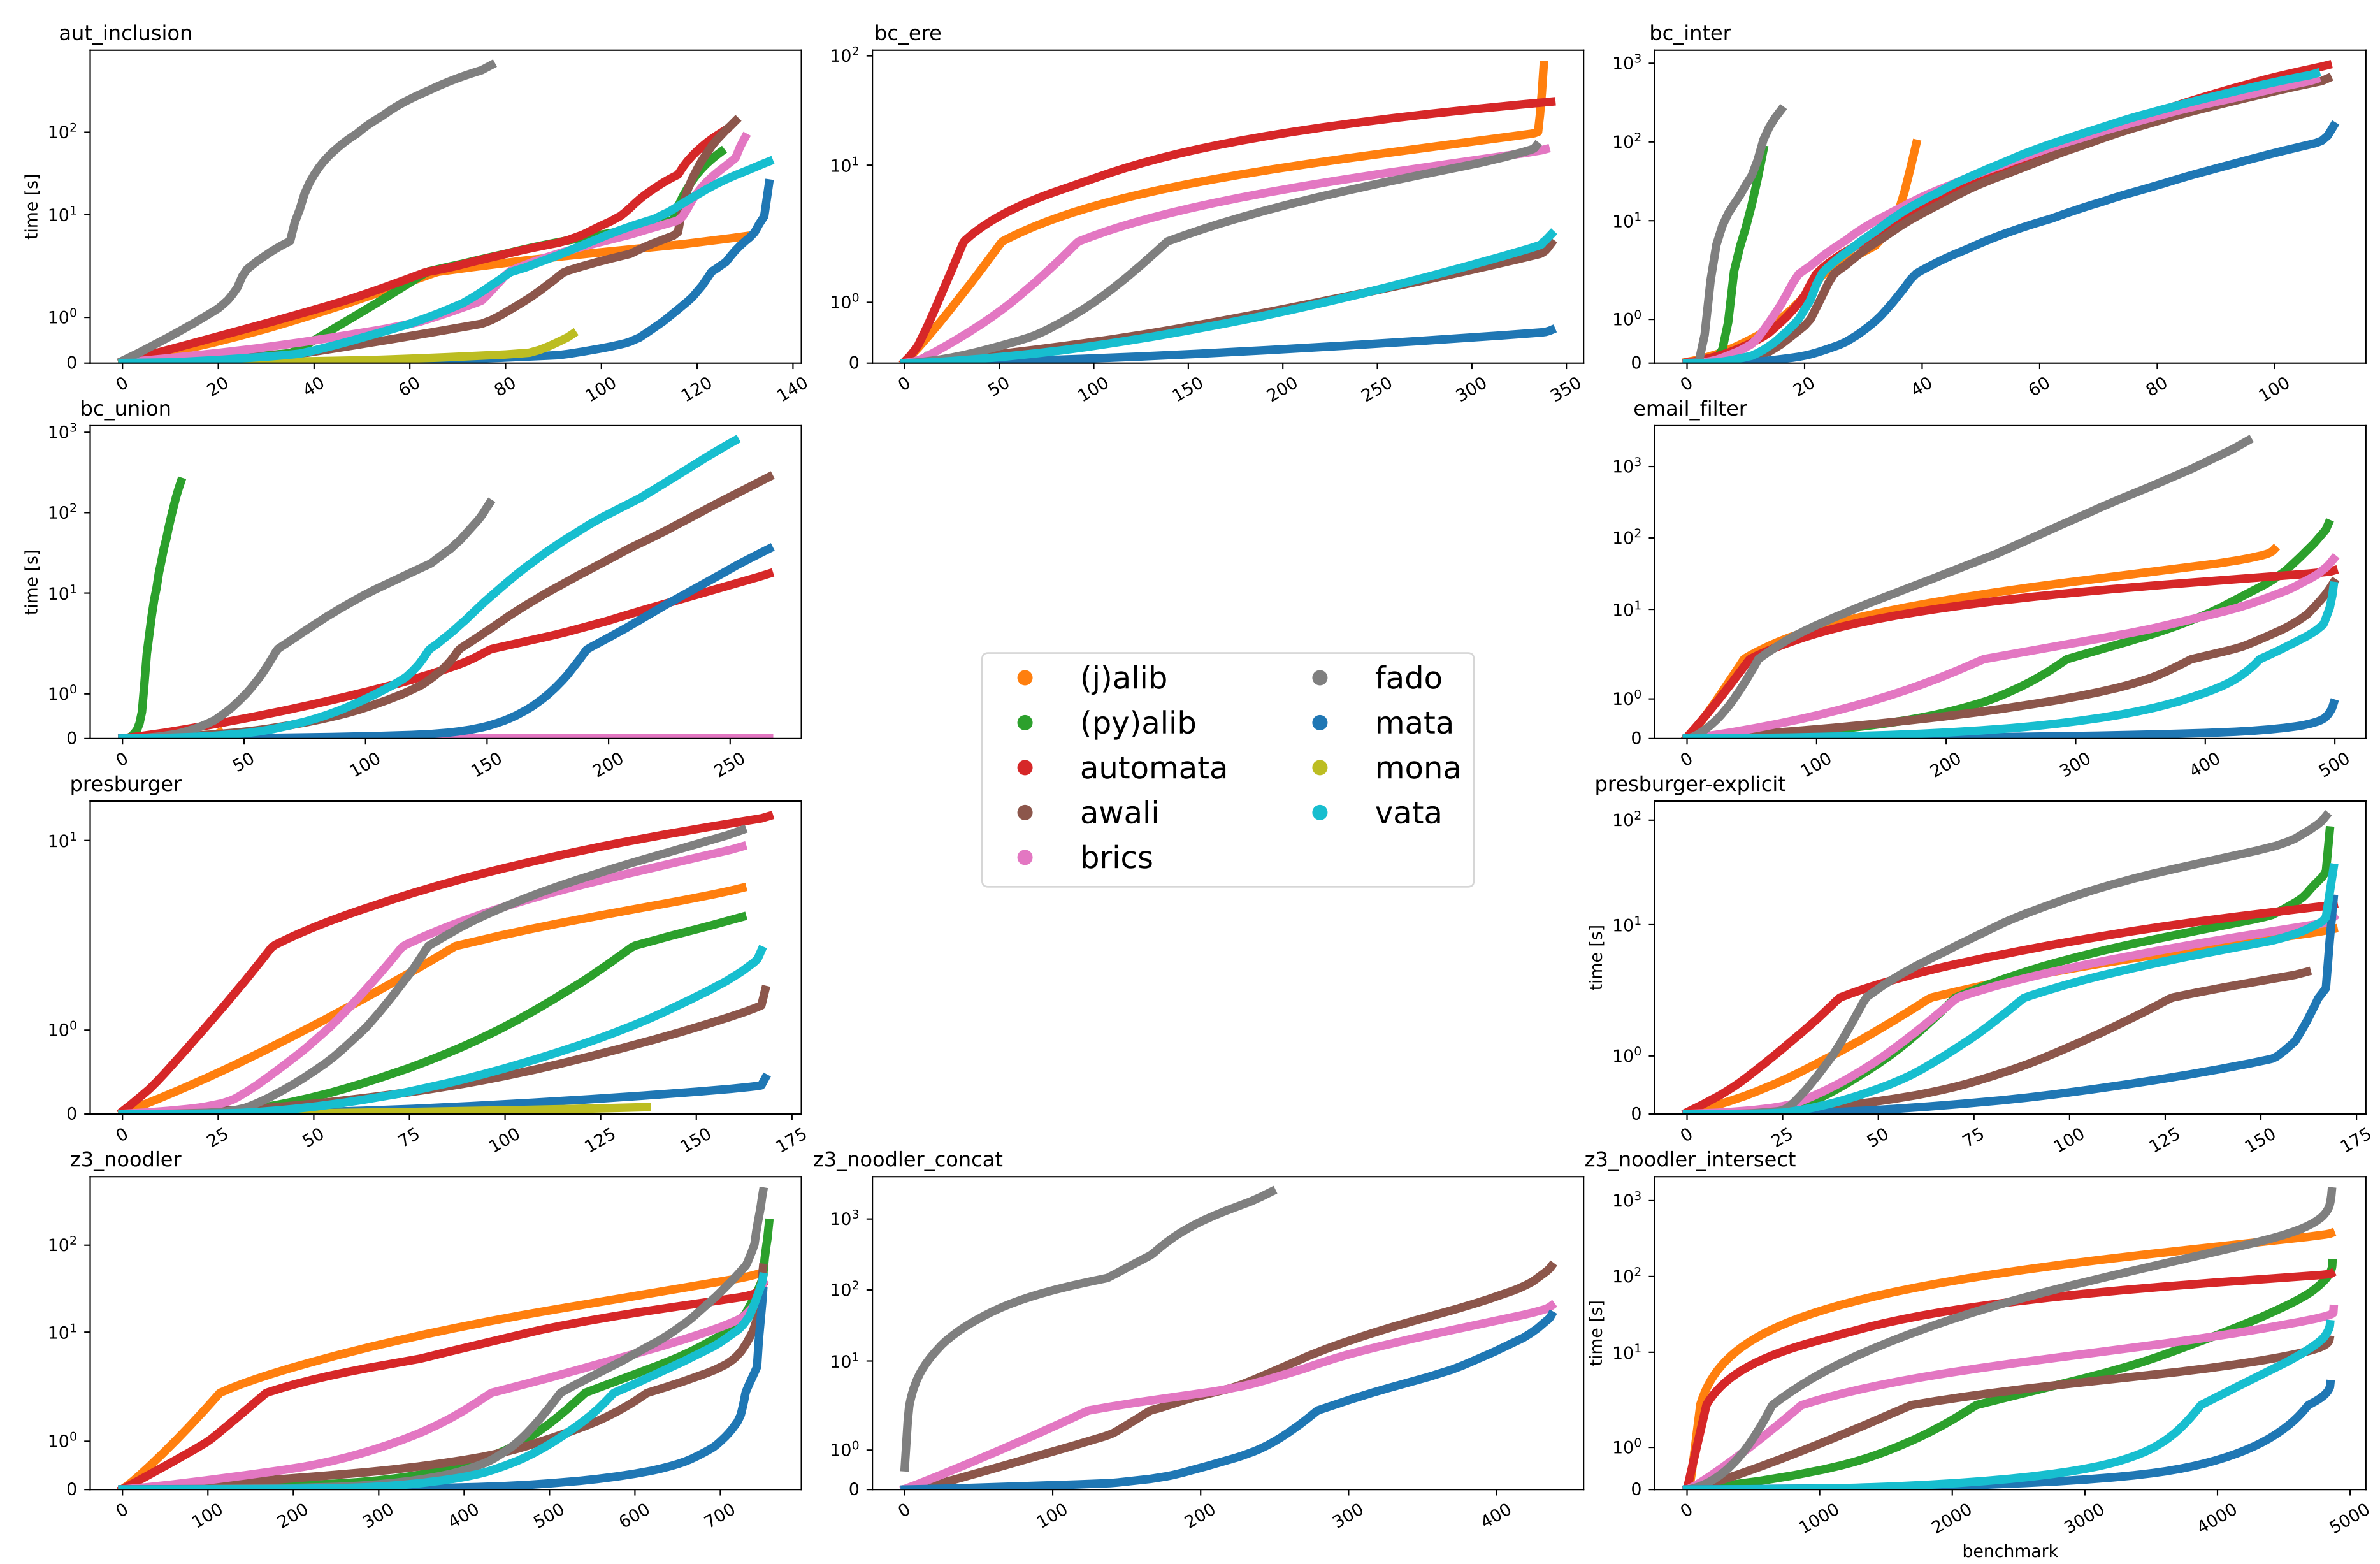 aut_inclusion
time [s]
10²
10¹
10⁰
0
0 20 40 60 80 100 120 140
bc_ere
10²
10¹
10⁰
0
0 50 100 150 200 250 300 350
bc_inter
10³
10²
10¹
10⁰
0
0 20 40 60 80 100
bc_union
time [s]
10³
10²
10¹
10⁰
0
0 50 100 150 200 250
email_filter
10³
10²
10¹
10⁰
0
0 100 200 300 400 500
(j)alib
(py)alib
automata
awali
brics
fado
mata
mona
vata
presburger
10¹
10⁰
0
0 25 50 75 100 125 150 175
presburger-explicit
time [s]
10²
10¹
10⁰
0
0 25 50 75 100 125 150 175
z3_noodler
10²
10¹
10⁰
0
0 100 200 300 400 500 600 700
z3_noodler_concat
10³
10²
10¹
10⁰
0
0 100 200 300 400
z3_noodler_intersect
time [s]
10³
10²
10¹
10⁰
0
0 1000 2000 3000 4000 5000
benchmark